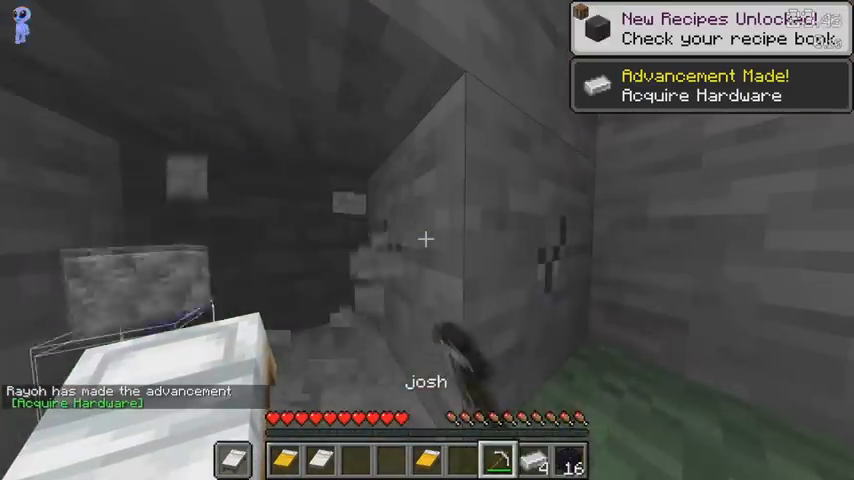 New Recipes Unlocked!
Check your recipe book
Advancement Made!
Acquire Hardware
josh
Rayoh has made the advancement
[Acquire Hardware]
4
16